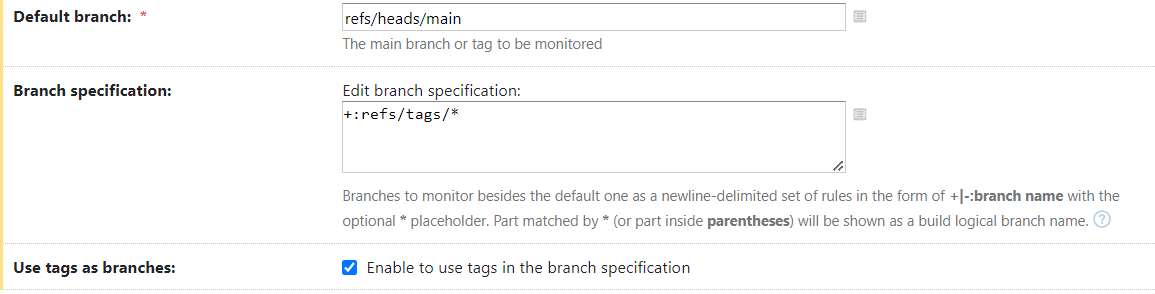 Default branch: *
refs/heads/main
The main branch or tag to be monitored
Branch specification:
Edit branch specification:
+:refs/tags/*
Branches to monitor besides the default one as a newline-delimited set of rules in the form of +|-:branch name with the
optional * placeholder. Part matched by * (or part inside parentheses) will be shown as a build logical branch name. ?
Use tags as branches:
Enable to use tags in the branch specification